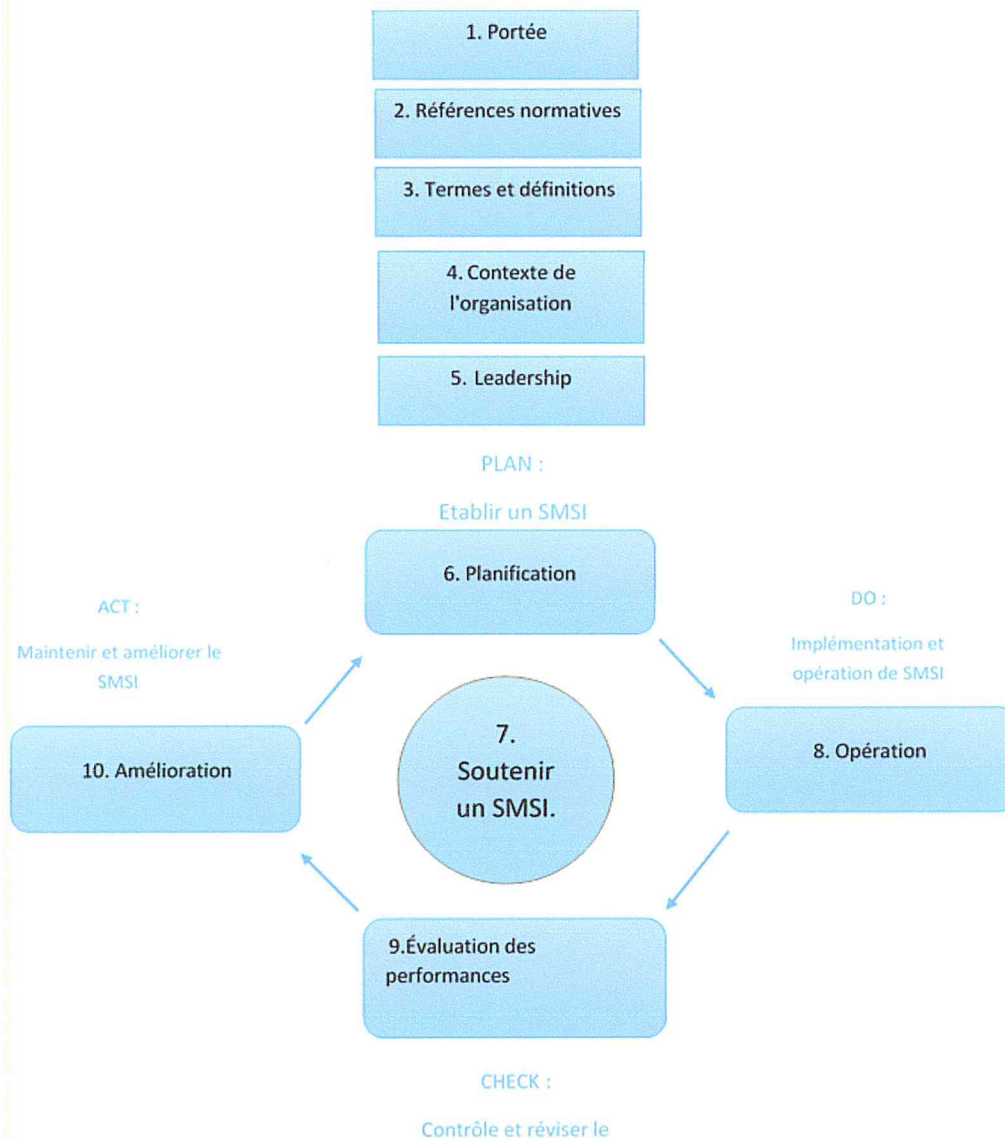 1. Portée
2. Références normatives
3. Termes et définitions
4. Contexte de
l'organisation
5. Leadership
PLAN :
Etablir un SMSI
6. Planification
ACT :
Maintenir et améliorer le
SMSI
DO :
Implémentation et
opération de SMSI
10. Amélioration
7.
Soutenir
un SMSI.
8. Opération
9.Évaluation des
performances
CHECK :
Contrôle et réviser le